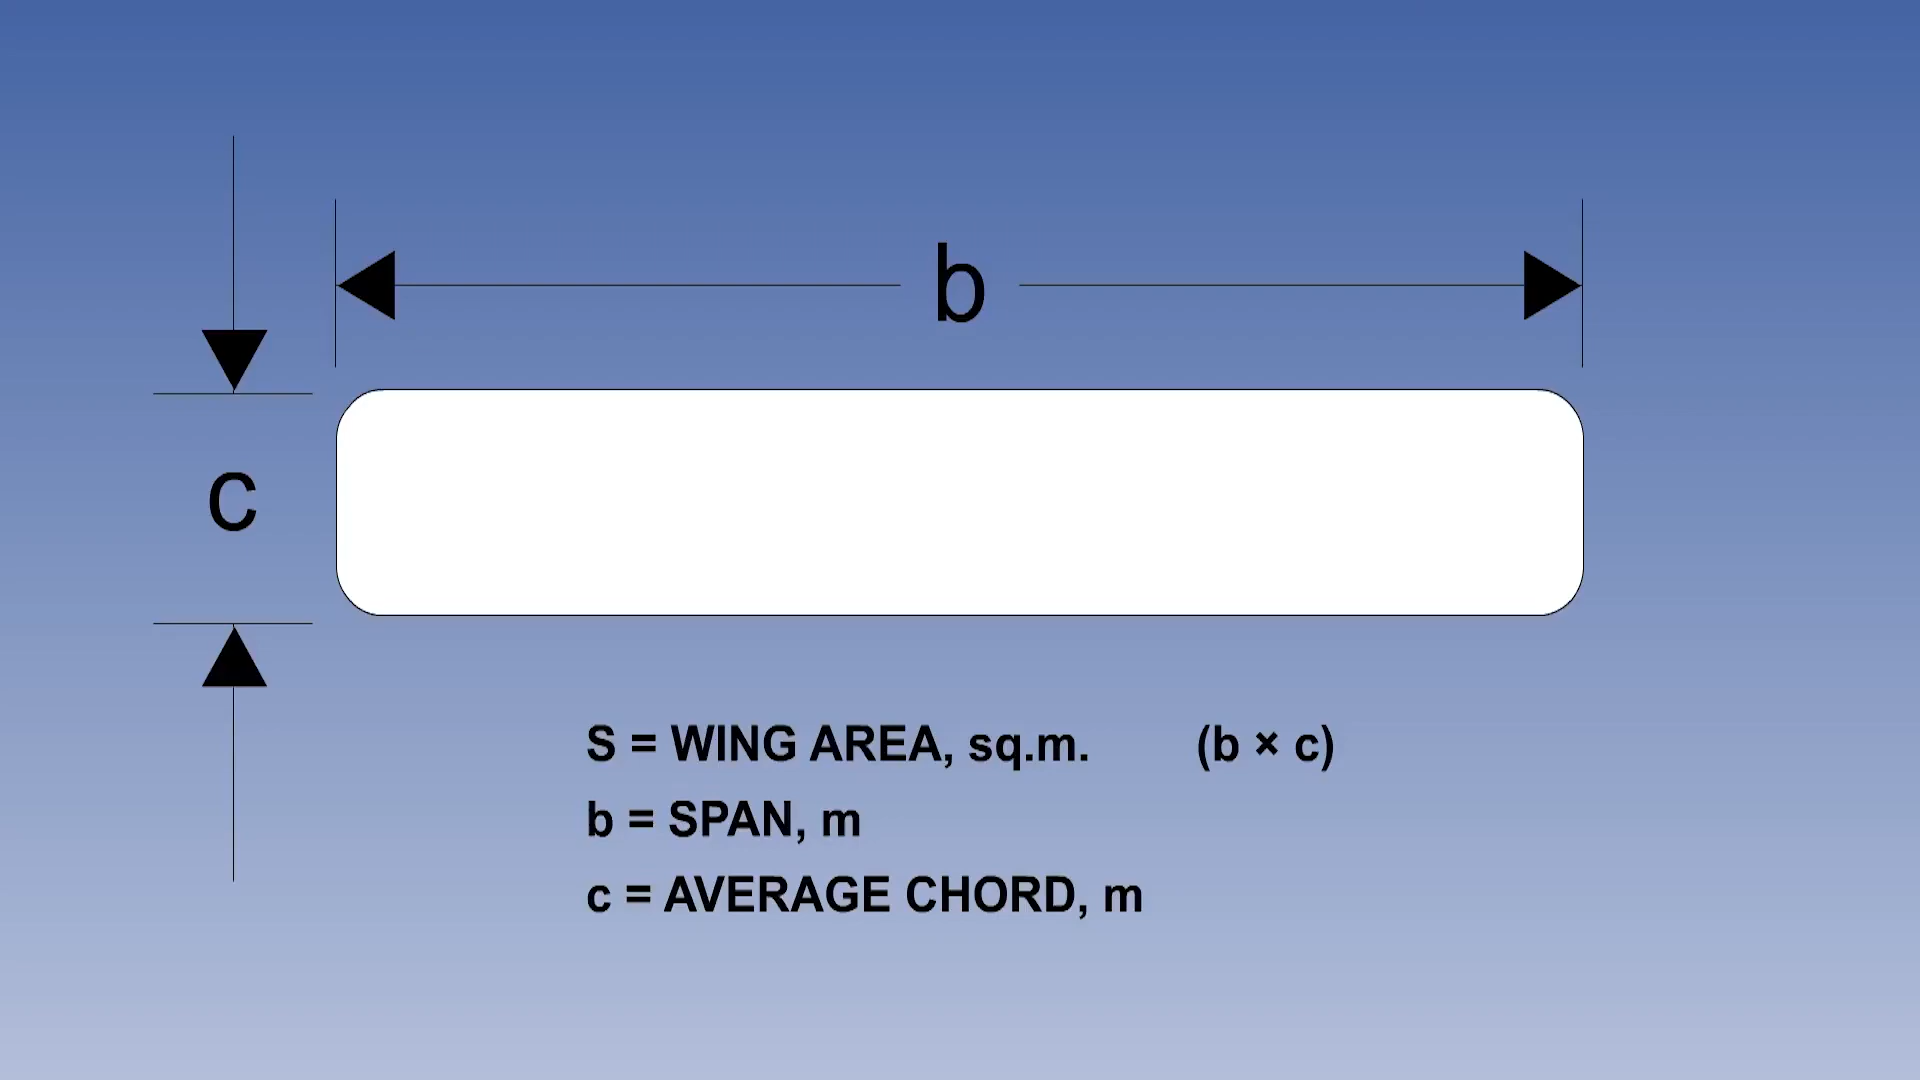 b
c
S = WING AREA, sq.m. (b × c)
b = SPAN, m
c = AVERAGE CHORD, m